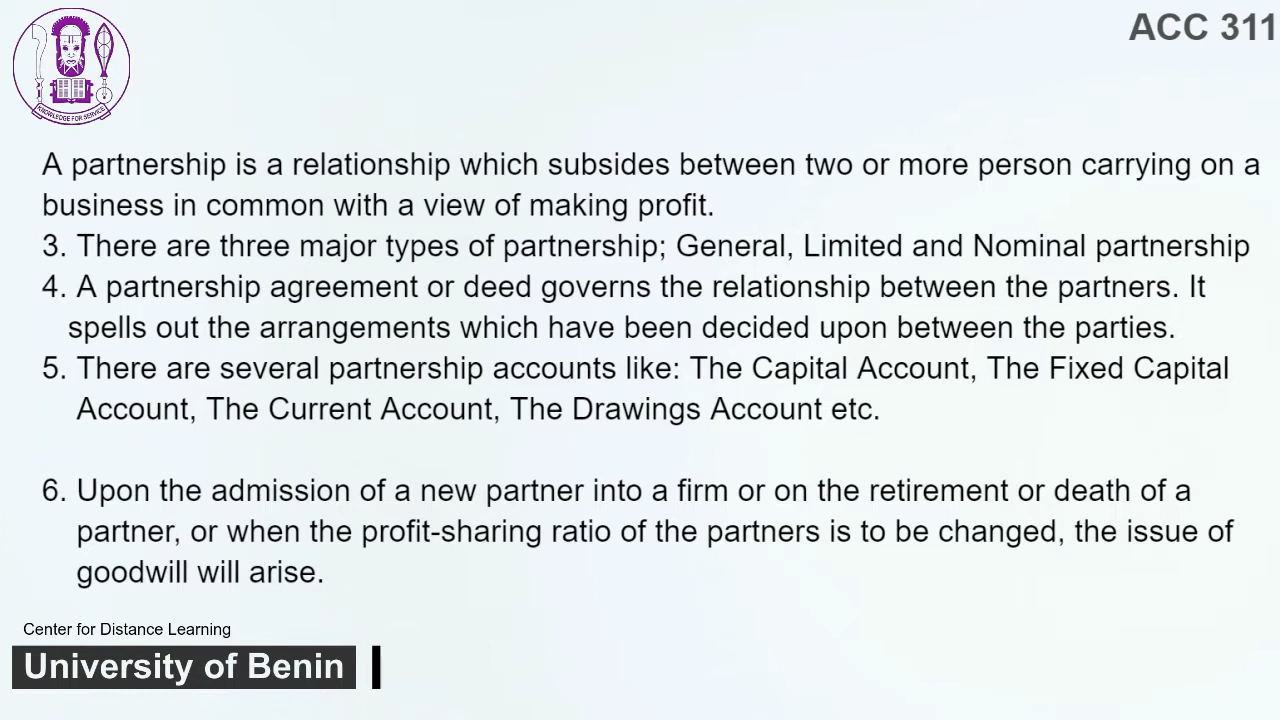 ACC 311
KNOWLEDGE FOR SERVICE
A partnership is a relationship which subsides between two or more person carrying on a
business in common with a view of making profit.
3. There are three major types of partnership; General, Limited and Nominal partnership
4. A partnership agreement or deed governs the relationship between the partners. It
spells out the arrangements which have been decided upon between the parties.
5. There are several partnership accounts like: The Capital Account, The Fixed Capital
Account, The Current Account, The Drawings Account etc.
6. Upon the admission of a new partner into a firm or on the retirement or death of a
partner, or when the profit-sharing ratio of the partners is to be changed, the issue of
goodwill will arise.
Center for Distance Learning
University of Benin